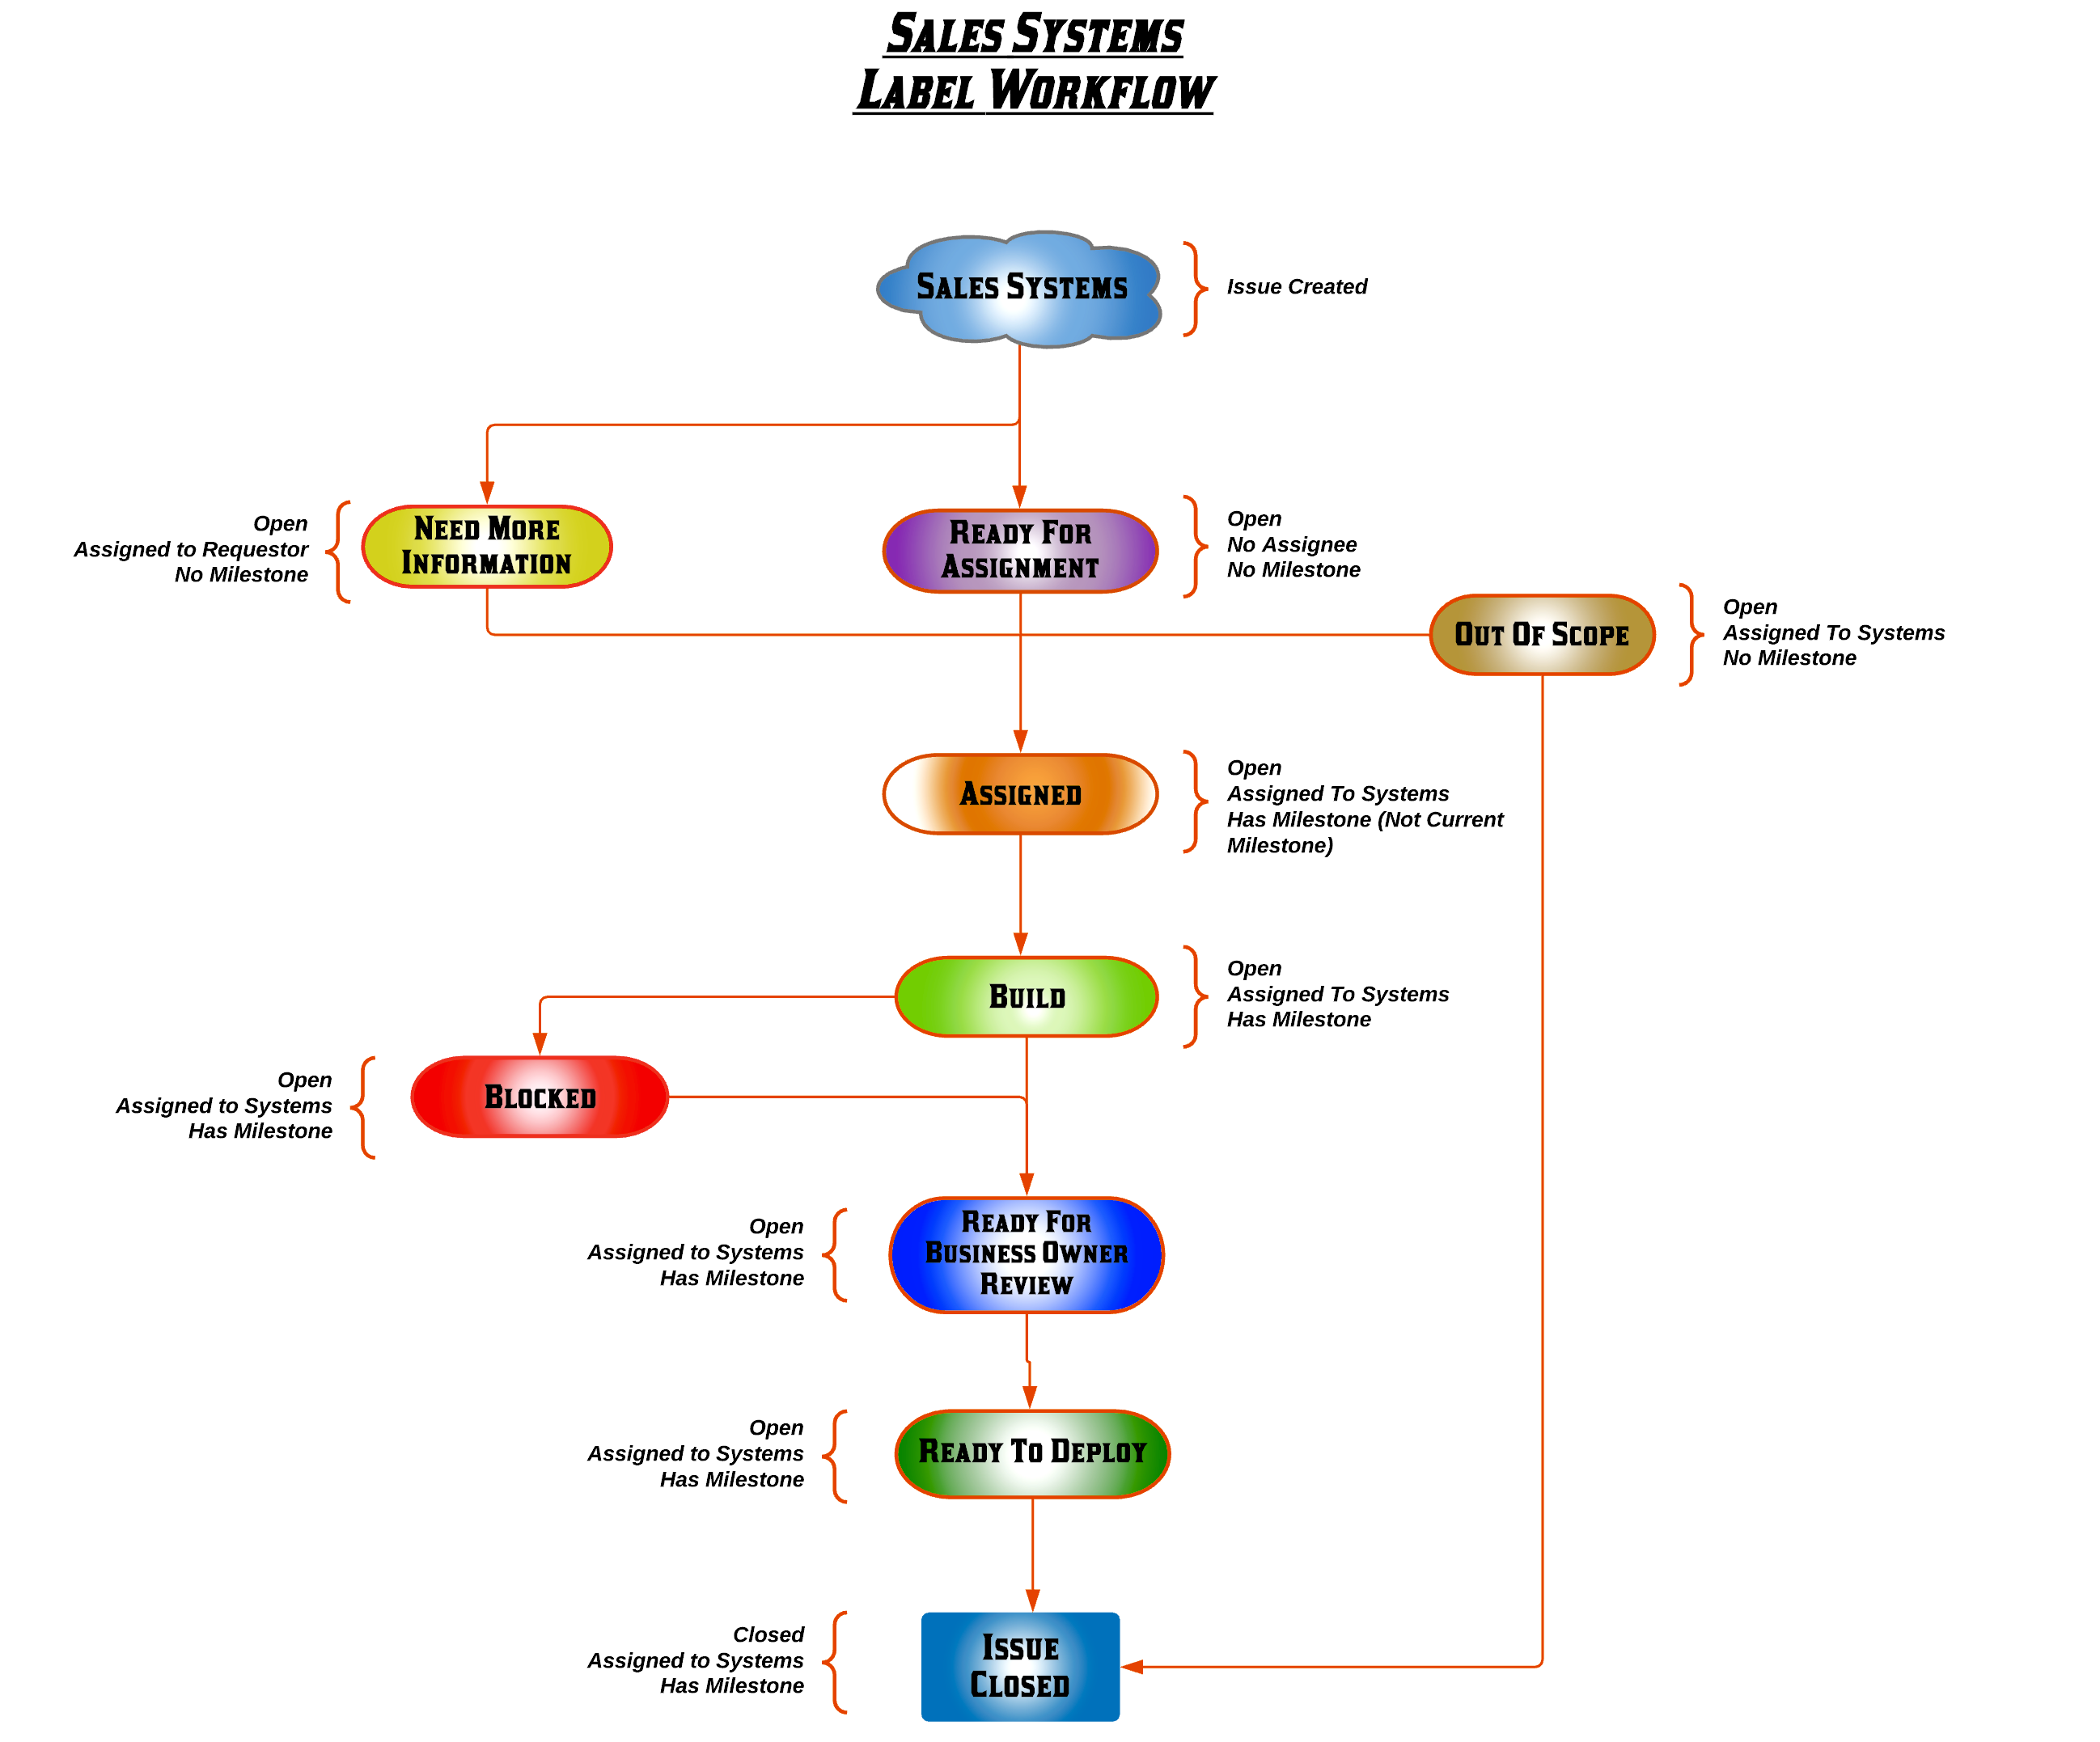 Sales Systems
Label Workflow
Sales Systems
Issue Created
Open
Assigned to Requestor
No Milestone
Need More
Information
Ready For
Assignment
Open
No Assignee
No Milestone
Out Of Scope
Open
Assigned To Systems
No Milestone
Assigned
Open
Assigned To Systems
Has Milestone (Not Current
Milestone)
Build
Open
Assigned To Systems
Has Milestone
Open
Assigned to Systems
Has Milestone
Blocked
Open
Assigned to Systems
Has Milestone
Ready For
Business Owner
Review
Open
Assigned to Systems
Has Milestone
Ready To Deploy
Closed
Assigned to Systems
Has Milestone
Issue
Closed